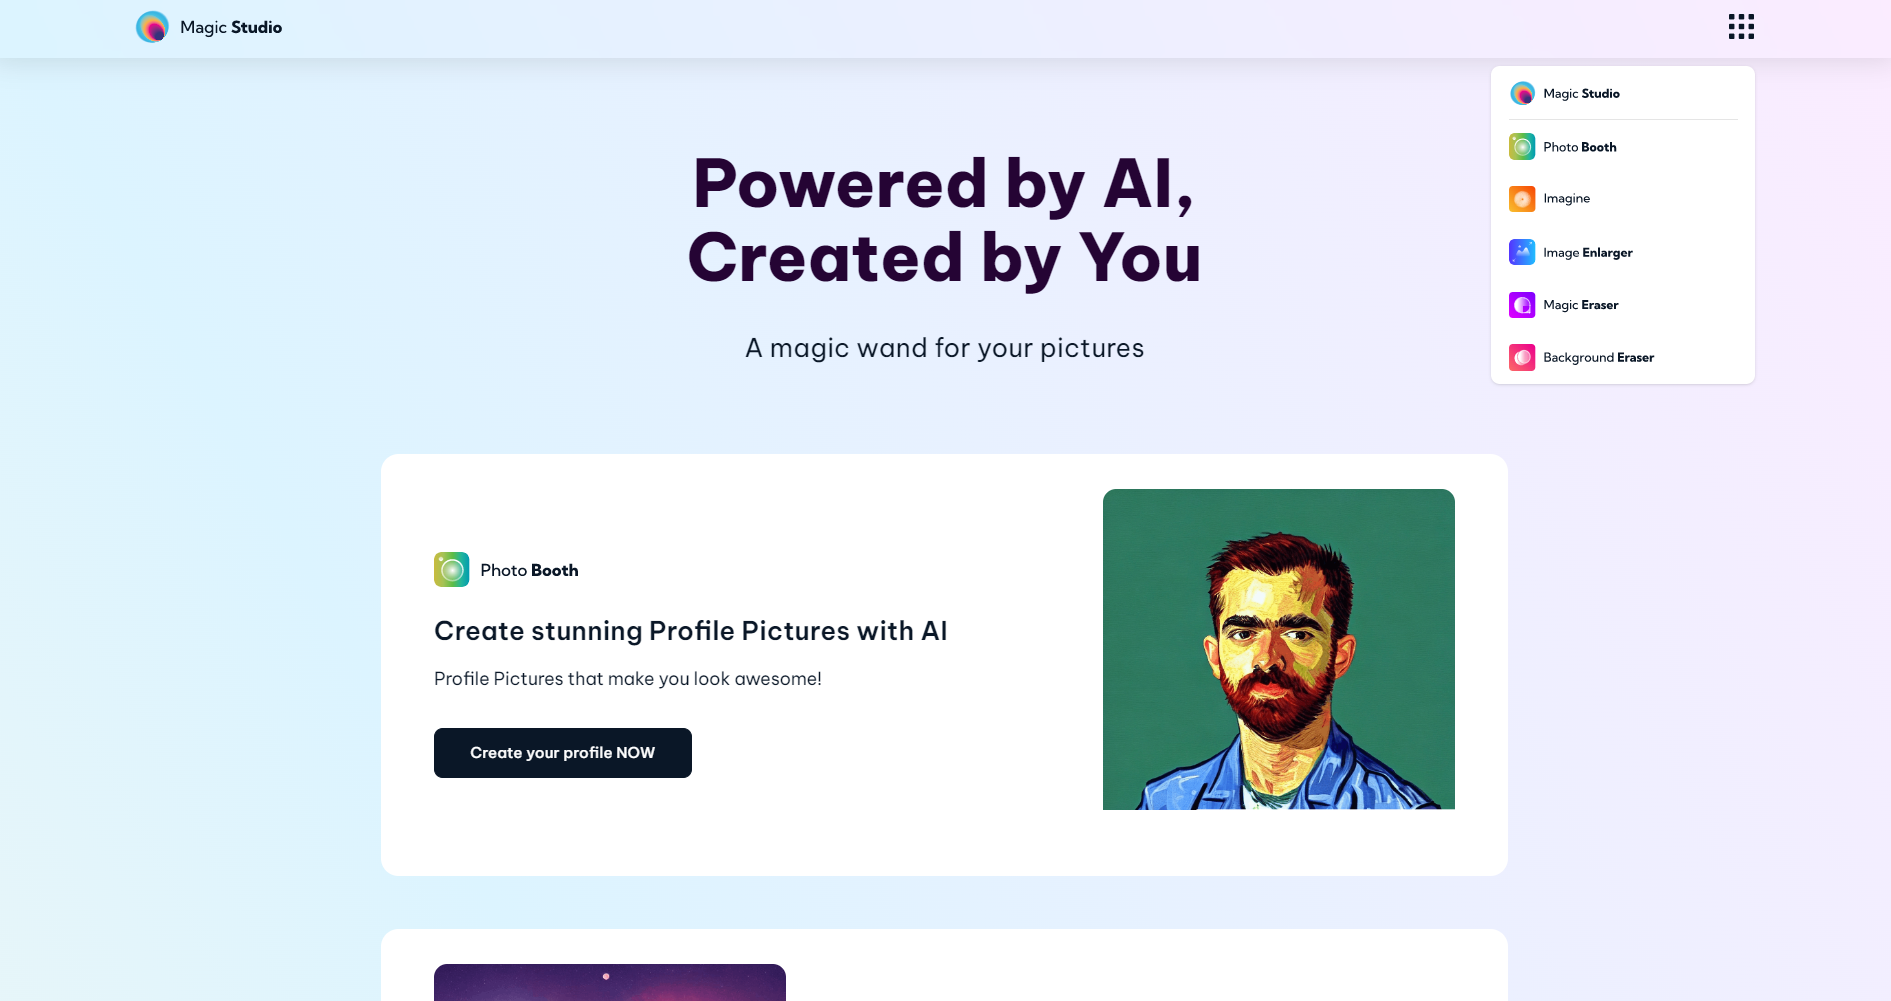 Magic Studio
Magic Studio
Photo Booth
Imagine
Image Enlarger
Magic Eraser
Background Eraser
Powered by AI,
Created by You
A magic wand for your pictures
Photo Booth
Create stunning Profile Pictures with AI
Profile Pictures that make you look awesome!
Create your profile NOW